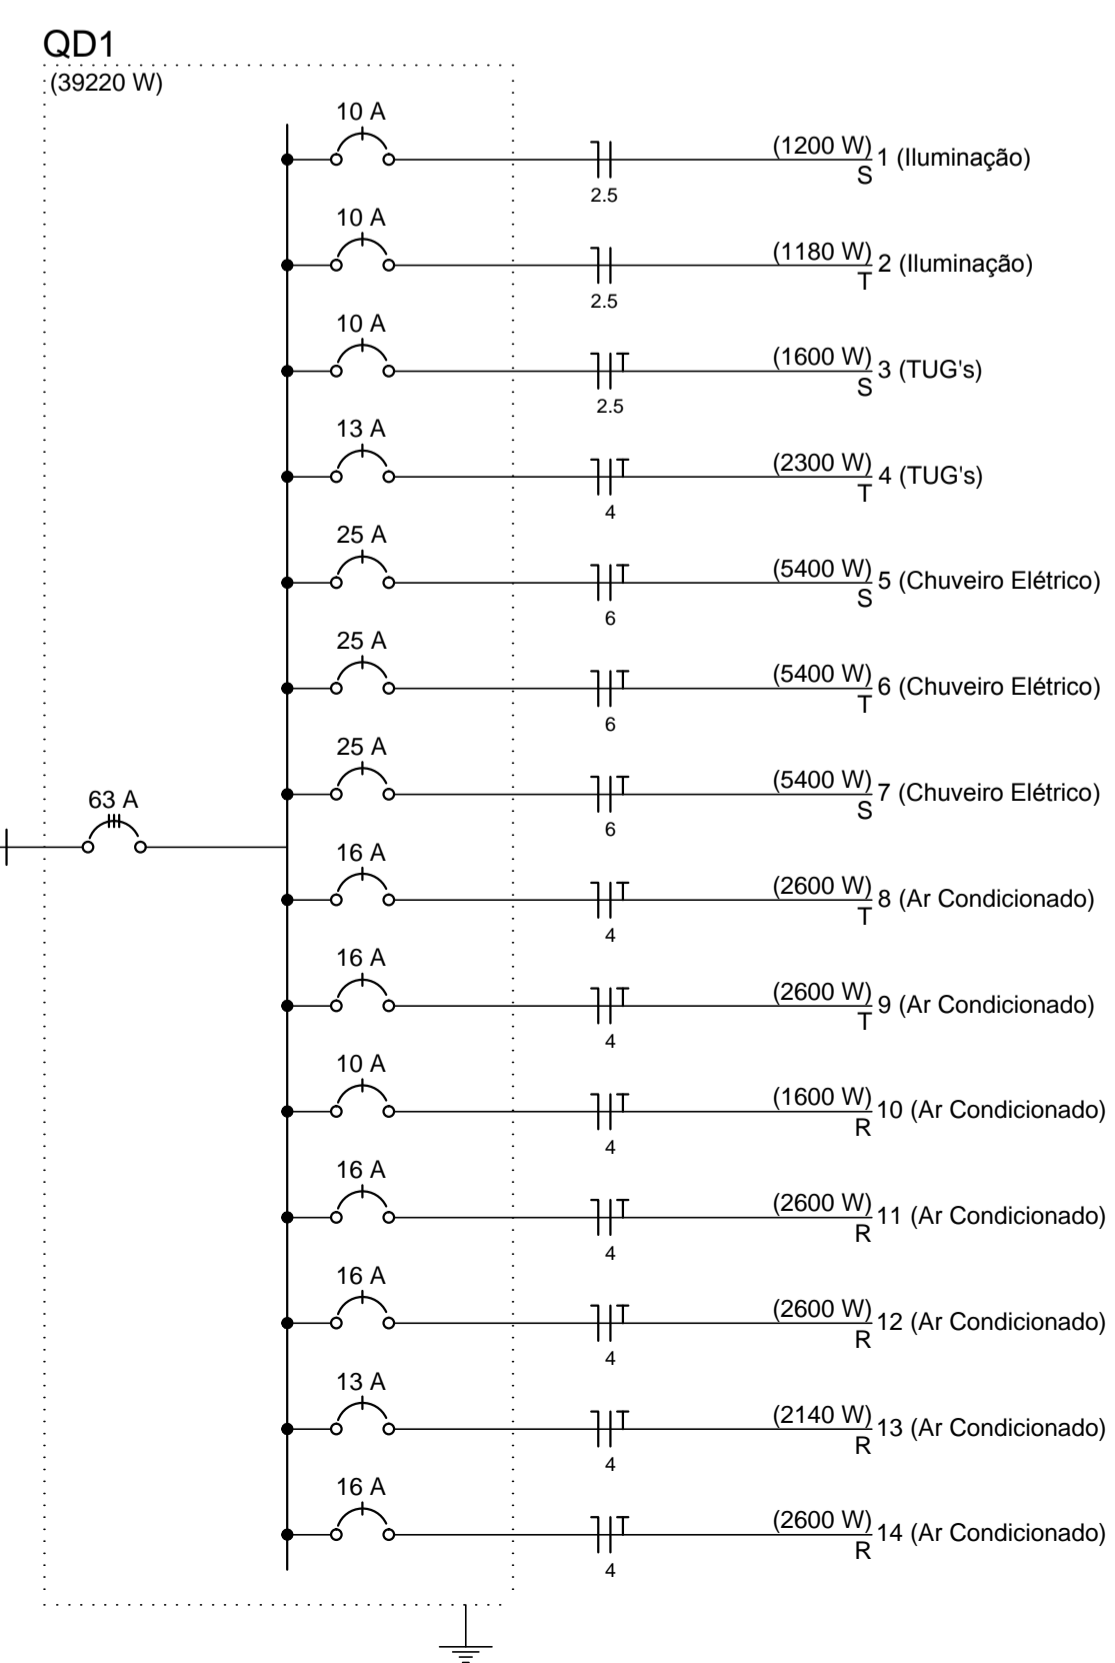 QD1
(39220 W)
10 A
(1200 W) 1 (Iluminação)
S
2.5
10 A
(1180 W) 2 (Iluminação)
T
2.5
10 A
T
(1600 W) 3 (TUG's)
S
2.5
13 A
T
(2300 W) 4 (TUG's)
T
4
25 A
T
(5400 W) 5 (Chuveiro Elétrico)
S
6
25 A
T
(5400 W) 6 (Chuveiro Elétrico)
T
6
25 A
T
(5400 W) 7 (Chuveiro Elétrico)
S
6
63 A
16 A
T
(2600 W) 8 (Ar Condicionado)
T
4
16 A
T
(2600 W) 9 (Ar Condicionado)
T
4
10 A
T
(1600 W) 10 (Ar Condicionado)
R
4
16 A
T
(2600 W) 11 (Ar Condicionado)
R
4
16 A
T
(2600 W) 12 (Ar Condicionado)
R
4
13 A
T
(2140 W) 13 (Ar Condicionado)
R
4
16 A
T
(2600 W) 14 (Ar Condicionado)
R
4